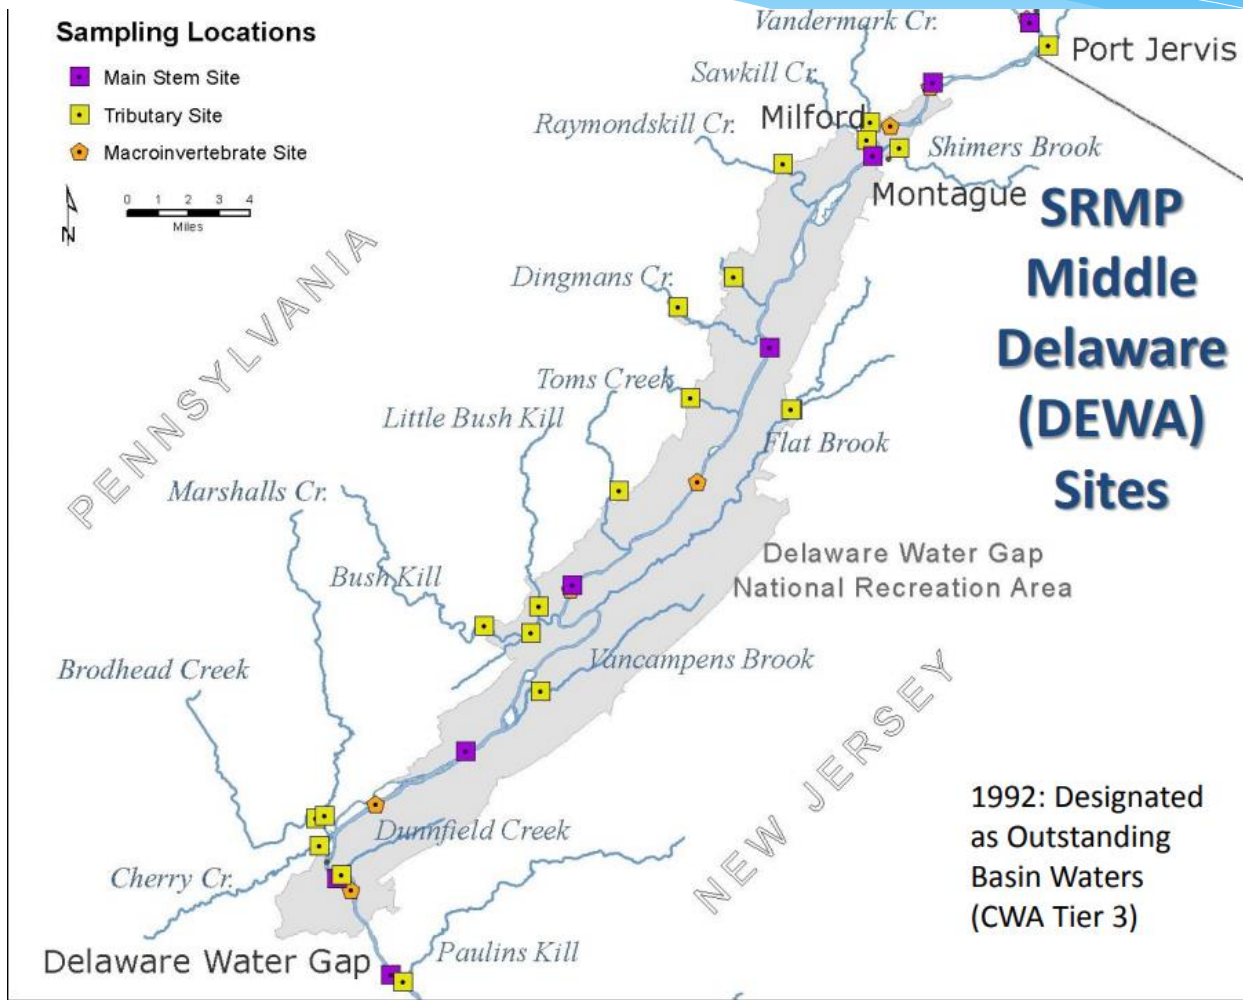 Sampling Locations
Main Stem Site
Tributary Site
Macroinvertebrate Site
N
0 1 2 3 4
Miles
Vandermark Cr.
Port Jervis
Sawkill Cr.
Milford
Raymondskill Cr.
Shimers Brook
Montague
SRMP
Middle
Delaware
(DEWA)
Sites
PENNSYLVANIA
Dingmans Cr.
Toms Creek
Little Bush Kill
Flat Brook
Marshalls Cr.
Delaware Water Gap
National Recreation Area
Bush Kill
Vancampens Brook
Brodhead Creek
NEW JERSEY
1992: Designated
as Outstanding
Basin Waters
(CWA Tier 3)
Dunnfield Creek
Cherry Cr.
Paulins Kill
Delaware Water Gap